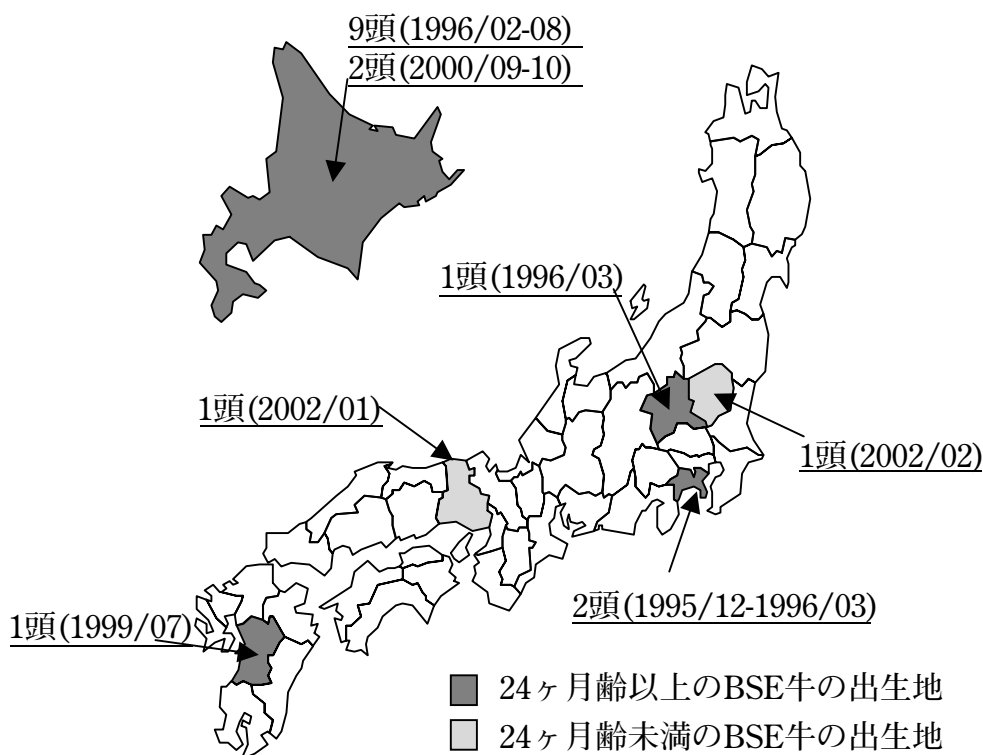 9頭(1996/02-08)
2頭(2000/09-10)
1頭(1996/03)
1頭(2002/01)
1頭(2002/02)
2頭(1995/12-1996/03)
1頭(1999/07)
24ヶ月齢以上のBSE牛の出生地
24ヶ月齢未満のBSE牛の出生地